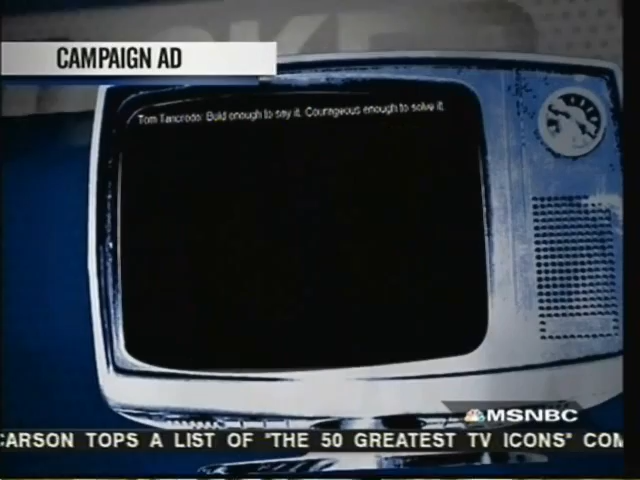 CAMPAIGN AD
Tom Tancredo: Bold enough to say it. Courageous enough to solve it.
MSNBC
CARSON TOPS A LIST OF "THE 50 GREATEST TV ICONS" COM